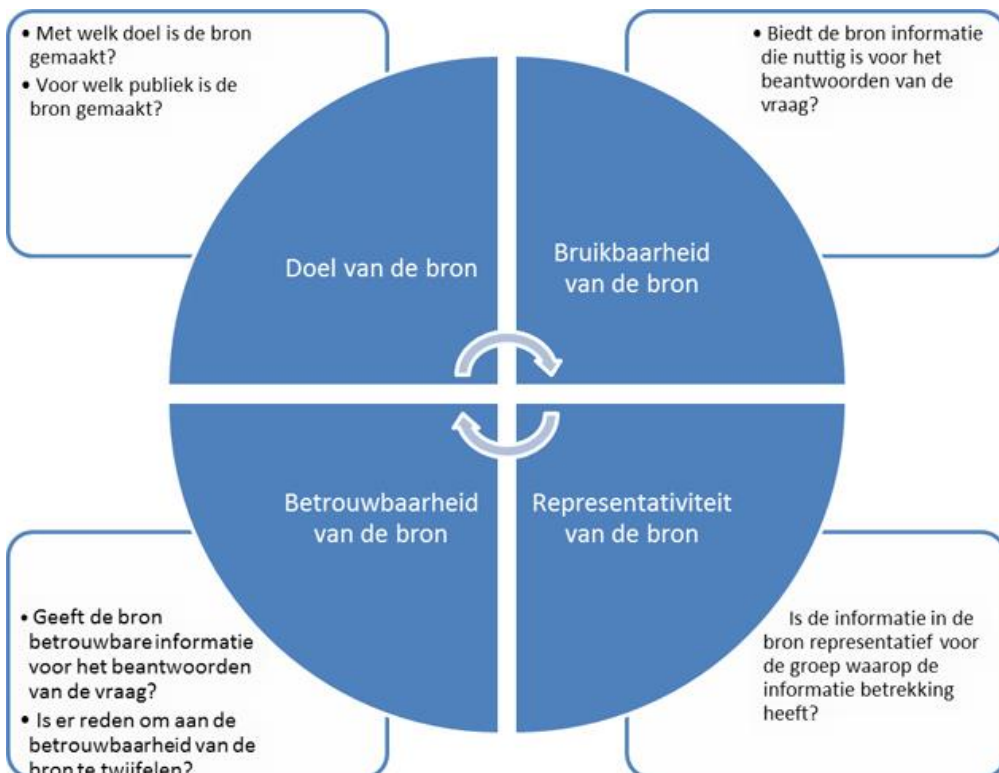 • Met welk doel is de bron
gemaakt?
• Voor welk publiek is de
bron gemaakt?
• Biedt de bron informatie
die nuttig is voor het
beantwoorden van de
vraag?
Doel van de bron
Bruikbaarheid
van de bron
Betrouwbaarheid
van de bron
Representativiteit
van de bron
• Geeft de bron
betrouwbare informatie
voor het beantwoorden
van de vraag?
• Is er reden om aan de
betrouwbaarheid van de
bron te twijfelen?
Is de informatie in de
bron representatief voor
de groep waarop de
informatie betrekking
heeft?